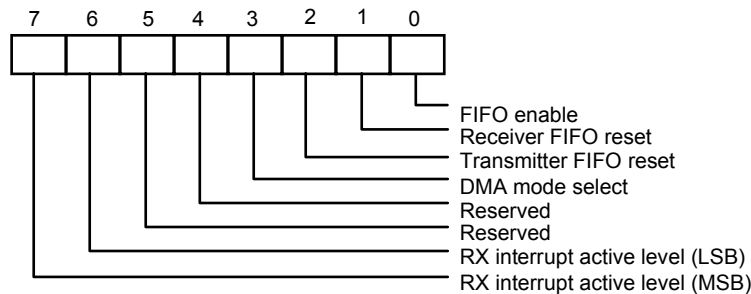 7 6 5 4 3 2 1 0
FIFO enable
Receiver FIFO reset
Transmitter FIFO reset
DMA mode select
Reserved
Reserved
RX interrupt active level (LSB)
RX interrupt active level (MSB)